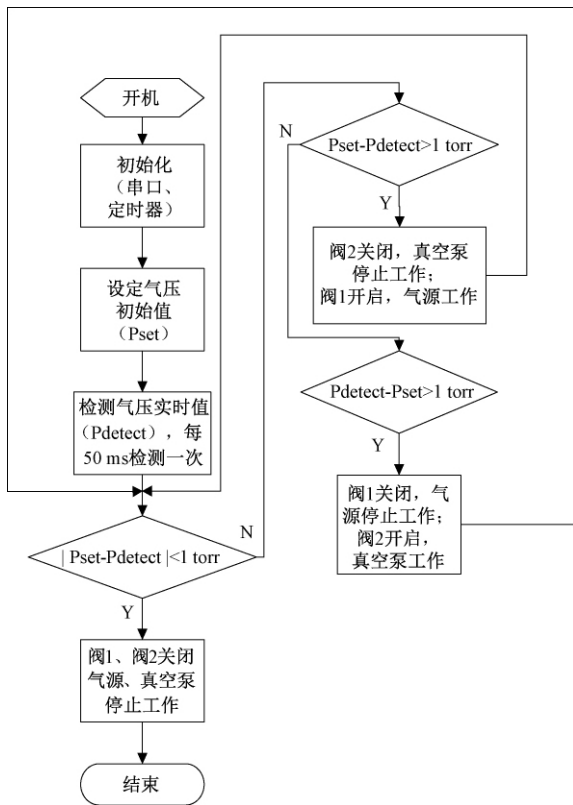 开机
初始化
（串口、
定时器）
设定气压
初始值
（Pset）
检测气压实时值
（Pdetect），每
50 ms检测一次
| Pset-Pdetect |<1 torr
N
Y
阀1、阀2关闭
气源、真空泵
停止工作
结束
Pset-Pdetect>1 torr
N
Y
阀2关闭，真空泵
停止工作；
阀1开启，气源工作
Pdetect-Pset>1 torr
Y
阀1关闭，气
源停止工作；
阀2开启，
真空泵工作